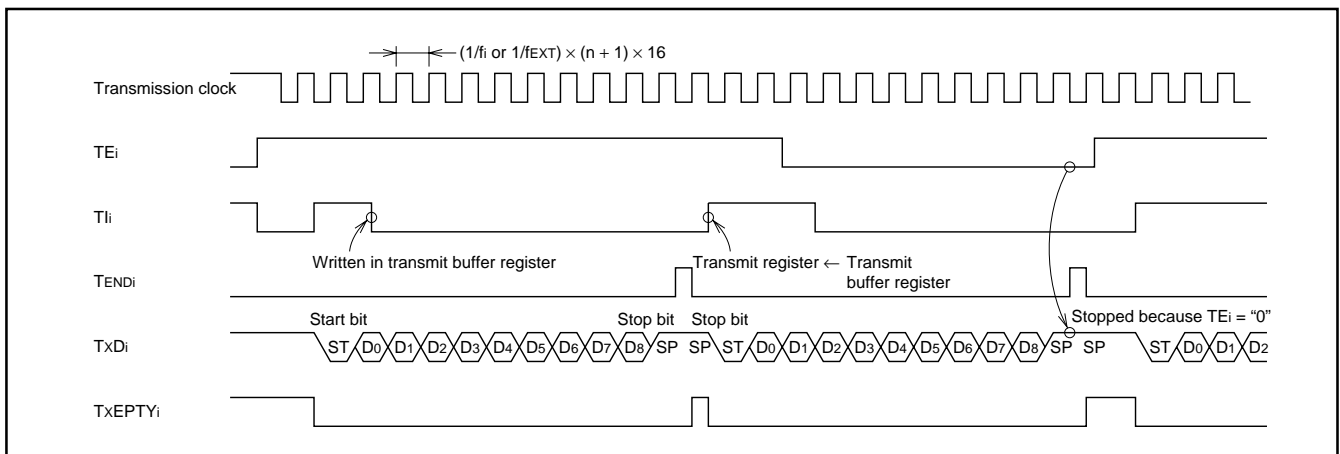 (1/fi or 1/fEXT) × (n + 1) × 16
Transmission clock
TEi
TIi
Written in transmit buffer register
Transmit register ← Transmit
buffer register
TENDi
Start bit
Stop bit
Stop bit
Stopped because TEi = “0”
TxDi
ST D0 D1 D2 D3 D4 D5 D6 D7 D8 SP SP ST D0 D1 D2 D3 D4 D5 D6 D7 D8 SP SP ST D0 D1 D2
TxEPTYi